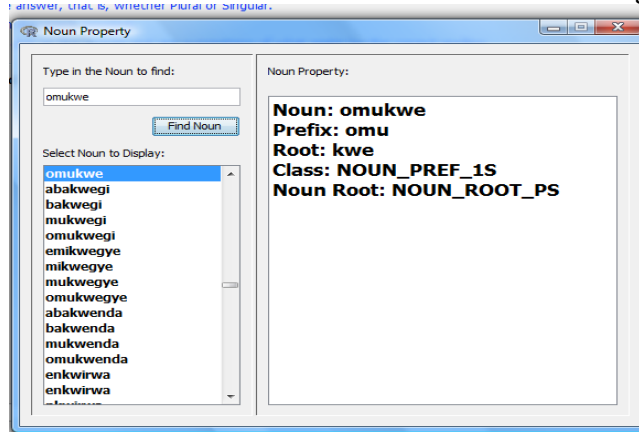 e answer, that is, whether Plural or Singular.
Noun Property
Type in the Noun to find:
omukwe
Find Noun
Select Noun to Display:
omukwe
abakwegi
bakwegi
mukwegi
omukwegi
emikwegye
mikwegye
mukwegye
omukwegye
abakwenda
bakwenda
mukwenda
omukwenda
enkwirwa
enkwirwa
Noun Property:
Noun: omukwe
Prefix: omu
Root: kwe
Class: NOUN_PREF_1S
Noun Root: NOUN_ROOT_PS